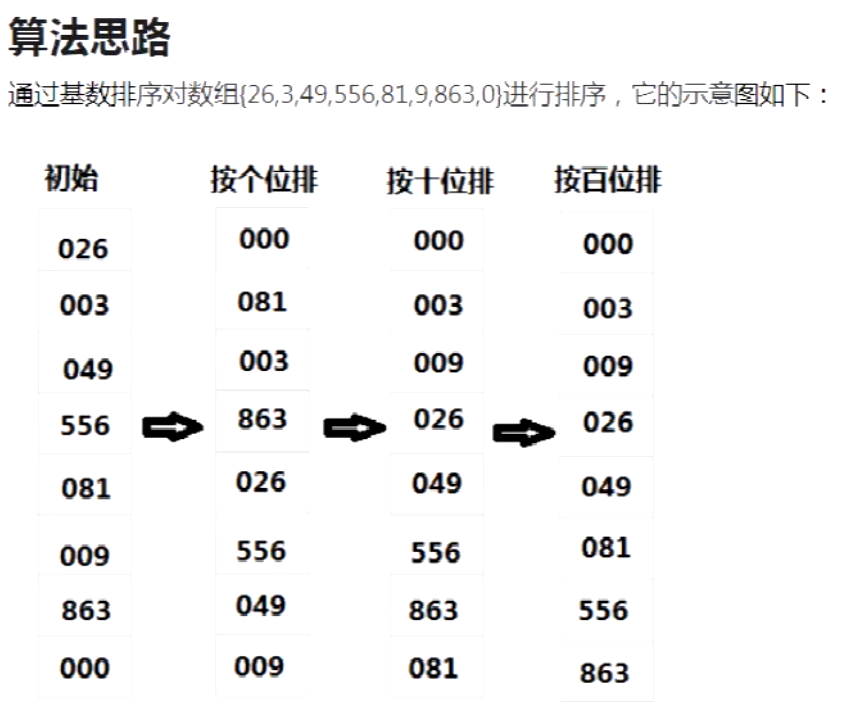 算法思路
通过基数排序对数组{26,3,49,556,81,9,863,0}进行排序，它的示意图如下：
初始 按个位排 按十位排 按百位排
026 000 000 000
003 081 003 003
049 003 009 009
556 863 026 026
081 026 049 049
009 556 556 081
863 049 863 556
000 009 081 863